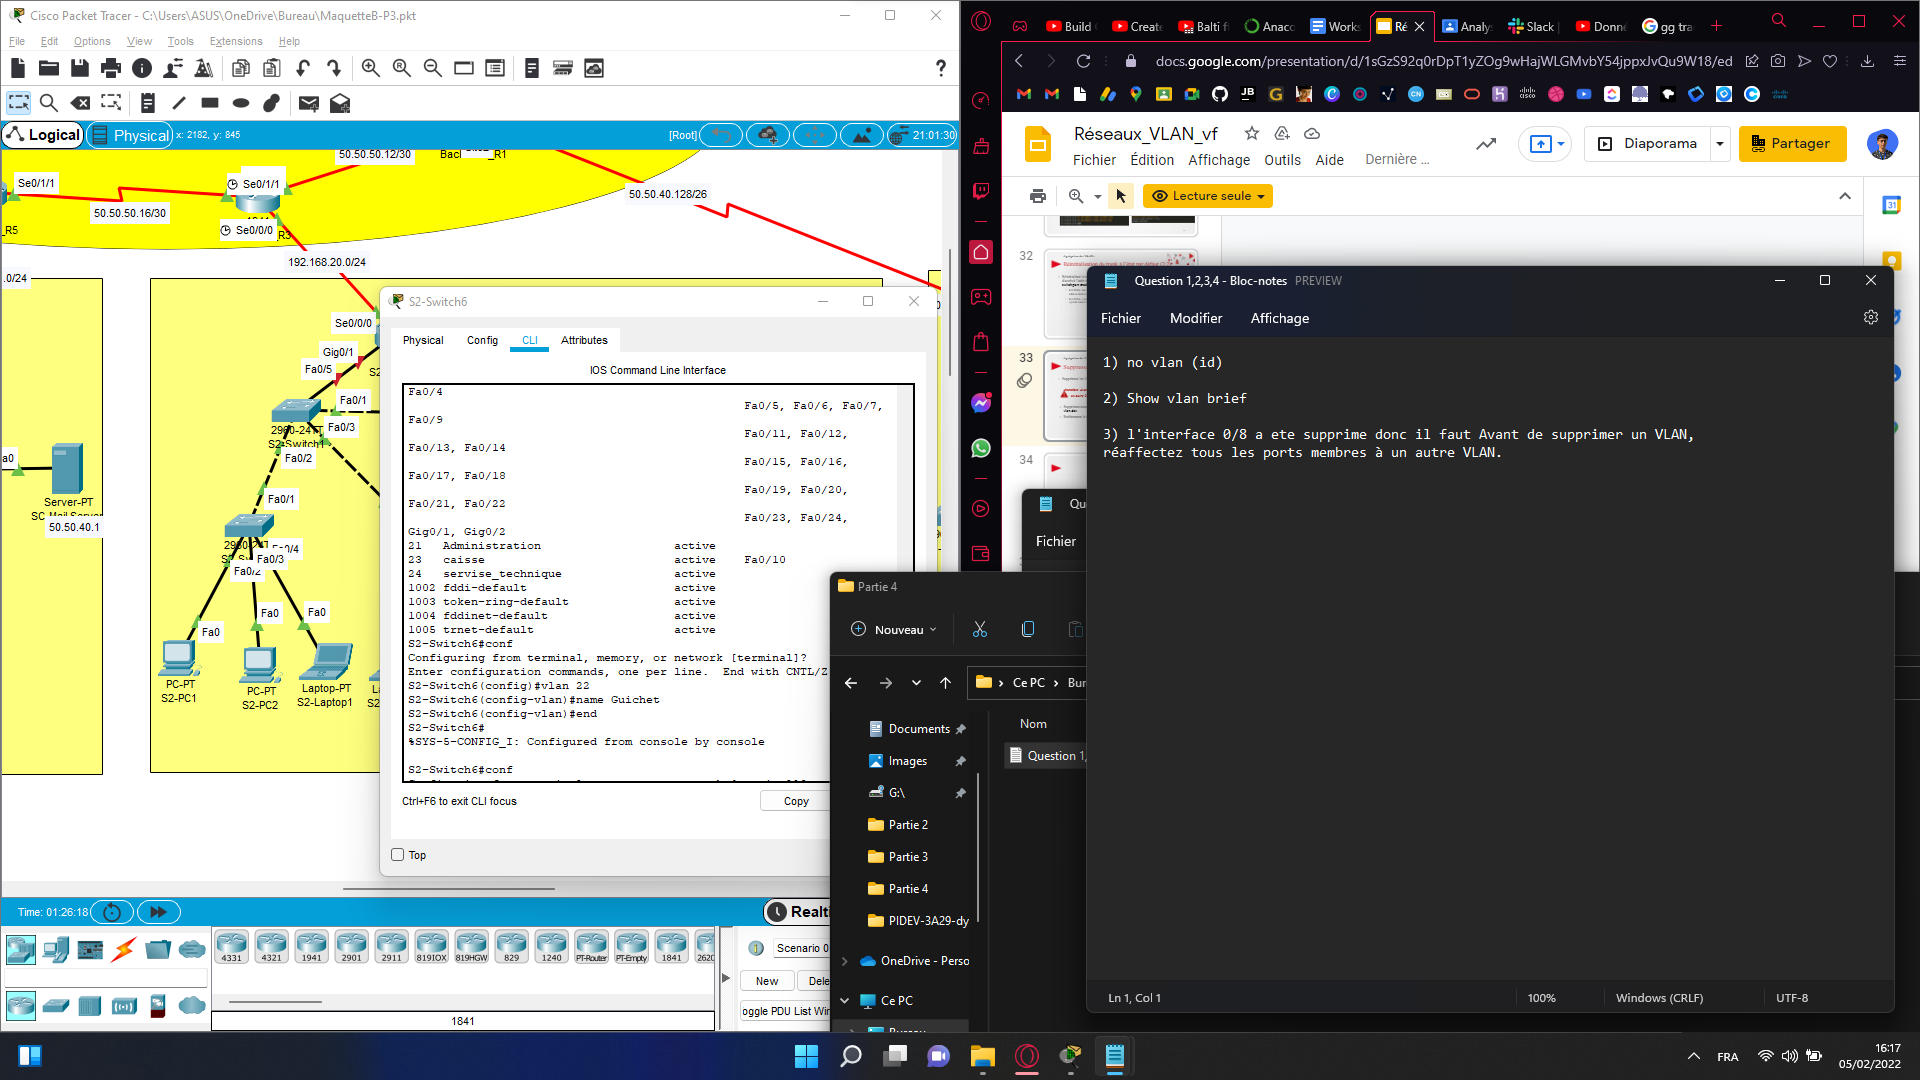 Cisco Packet Tracer - C:\Users\ASUS\OneDrive\Bureau\MaquetteB-P3.pkt
File Edit Options View Tools Extensions Help
Logical Physical x: 2182, y: 845 [Root] 21:01:30
50.50.50.12/30
Se0/1/1
Se0/1/1
50.50.40.128/26
50.50.50.16/30
_R5
Se0/0/0
_R3
192.168.20.0/24
.0/24
Se0/0/0
Gig0/1
Fa0/5
Fa0/1
Fa0/3
S2-Switch1
Fa0/2
Server-PT
50.50.40.1
Fa0/1
Fa0/3
Fa0/2
Fa0
Fa0
Fa0
PC-PT
S2-PC1
PC-PT
S2-PC2
Laptop-PT
S2-Laptop1
S2-Switch6
Physical Config CLI Attributes
IOS Command Line Interface
Fa0/4
Fa0/5, Fa0/6, Fa0/7,
Fa0/9
Fa0/11, Fa0/12,
Fa0/13, Fa0/14
Fa0/15, Fa0/16,
Fa0/17, Fa0/18
Fa0/19, Fa0/20,
Fa0/21, Fa0/22
Fa0/23, Fa0/24,
Gig0/1, Gig0/2
21 Administration active
23 caisse active Fa0/10
24 servise_technique active
1002 fddi-default active
1003 token-ring-default active
1004 fddinet-default active
1005 trnet-default active
S2-Switch6#conf
Configuring from terminal, memory, or network [terminal]?
Enter configuration commands, one per line. End with CNTL/Z
S2-Switch6(config)#vlan 22
S2-Switch6(config-vlan)#name Guichet
S2-Switch6(config-vlan)#end
S2-Switch6#
%SYS-5-CONFIG_I: Configured from console by console
S2-Switch6#conf
Ctrl+F6 to exit CLI focus
Copy
Top
Time: 01:26:18
Realti
4331 4321 1941 2901 2911 819IOX 819HGW 829 1240 PT-Router PT-Empty 1841 2620
1841
Scenario 0
New Dele
oggle PDU List Win
Build Create Balti f Anaco Works Ré Analys Slack Donné gg tra
docs.google.com/presentation/d/1sGzS92q0rDpT1yZOg9wHajWLGMvbY54jppxJvQu9W18/ed
Réseaux_VLAN_vf
Fichier Édition Affichage Outils Aide Dernière ...
Diaporama
Partager
Lecture seule
32
33
34
Question 1,2,3,4 - Bloc-notes PREVIEW
Fichier Modifier Affichage
1) no vlan (id)
2) Show vlan brief
3) l'interface 0/8 a ete supprime donc il faut Avant de supprimer un VLAN,
réaffectez tous les ports membres à un autre VLAN.
Ln 1, Col 1 100% Windows (CRLF) UTF-8
Qu
Fichier
Partie 4
Nouveau
Ce PC Bur
Nom
Question 1,
Documents
Images
G:\
Partie 2
Partie 3
Partie 4
PIDEV-3A29-dy
OneDrive - Perso
Ce PC
Bureau
FRA
16:17
05/02/2022